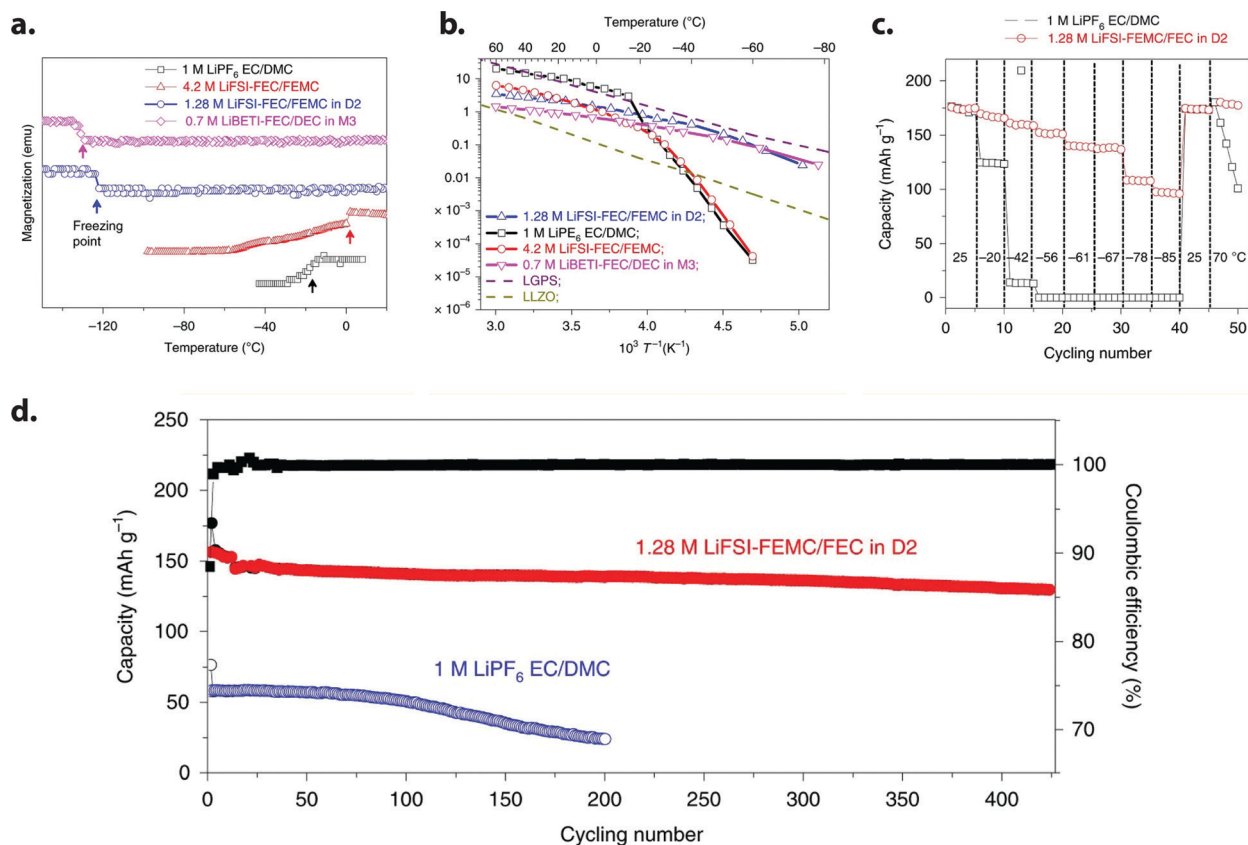 a.
1 M LiPF6 EC/DMC
4.2 M LiFSI-FEC/FEMC
1.28 M LiFSI-FEC/FEMC in D2
0.7 M LiBETI-FEC/DEC in M3
Magnetization (emu)
Freezing point
−120 −80 −40 0
Temperature (°C)
b.
Temperature (°C)
60 40 20 0 −20 −40 −60 −80
10
1
0.1
0.01
× 10−3
× 10−4
× 10−5
× 10−6
1.28 M LiFSI-FEC/FEMC in D2;
1 M LiPE6 EC/DMC;
4.2 M LiFSI-FEC/FEMC;
0.7 M LiBETI-FEC/DEC in M3;
LGPS;
LLZO;
3.0 3.5 4.0 4.5 5.0
10³ T−1(K−1)
c.
1 M LiPF6 EC/DMC
1.28 M LiFSI-FEMC/FEC in D2
Capacity (mAh g−1)
200
150
100
50
0
25 −20 −42 −56 −61 −67 −78 −85 25 70 °C
0 10 20 30 40 50
Cycling number
d.
Capacity (mAh g−1)
250
250
200
150
100
50
0
1.28 M LiFSI-FEMC/FEC in D2
1 M LiPF6 EC/DMC
100
90
80
70
Coulombic efficiency (%)
0 50 100 150 200 250 300 350 400
Cycling number